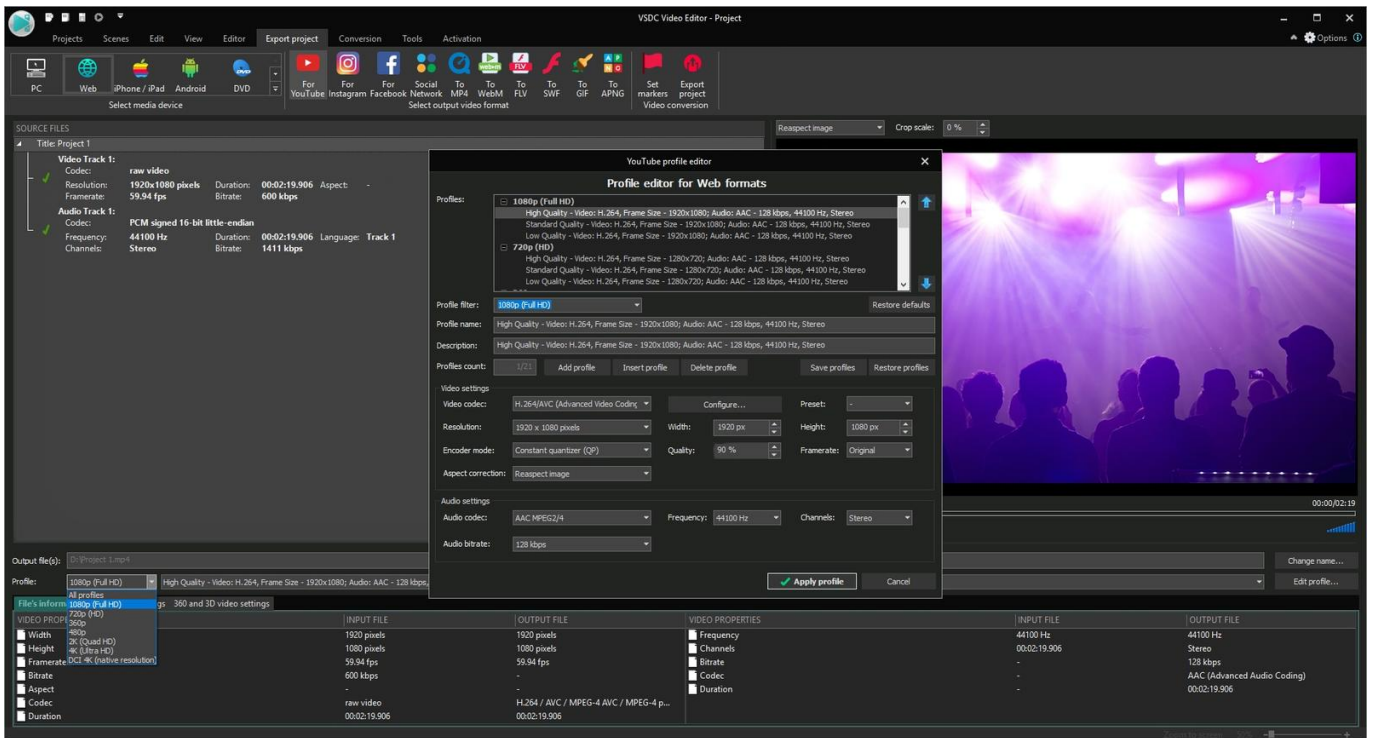 VSDC Video Editor - Project
Projects Scenes Edit View Editor Export project Conversion Tools Activation
Options
PC Web iPhone / iPad Android DVD
Select media device
For YouTube For Instagram For Facebook Social Network To MP4 To WebM To FLV To SWF To GIF To APNG
Select output video format
Set markers Export project
Video conversion
SOURCE FILES
Reaspect image Crop scale: 0 %
Title: Project 1
Video Track 1:
Codec: raw video
Resolution: 1920x1080 pixels Duration: 00:02:19.906 Aspect: -
Framerate: 59.94 fps Bitrate: 600 kbps
Audio Track 1:
Codec: PCM signed 16-bit little-endian
Frequency: 44100 Hz Duration: 00:02:19.906 Language: Track 1
Channels: Stereo Bitrate: 1411 kbps
YouTube profile editor
Profile editor for Web formats
Profiles:
1080p (Full HD)
High Quality - Video: H.264, Frame Size - 1920x1080; Audio: AAC - 128 kbps, 44100 Hz, Stereo
Standard Quality - Video: H.264, Frame Size - 1920x1080; Audio: AAC - 128 kbps, 44100 Hz, Stereo
Low Quality - Video: H.264, Frame Size - 1920x1080; Audio: AAC - 128 kbps, 44100 Hz, Stereo
720p (HD)
High Quality - Video: H.264, Frame Size - 1280x720; Audio: AAC - 128 kbps, 44100 Hz, Stereo
Standard Quality - Video: H.264, Frame Size - 1280x720; Audio: AAC - 128 kbps, 44100 Hz, Stereo
Low Quality - Video: H.264, Frame Size - 1280x720; Audio: AAC - 128 kbps, 44100 Hz, Stereo
Profile filter: 1080p (Full HD) Restore defaults
Profile name: High Quality - Video: H.264, Frame Size - 1920x1080; Audio: AAC - 128 kbps, 44100 Hz, Stereo
Description: High Quality - Video: H.264, Frame Size - 1920x1080; Audio: AAC - 128 kbps, 44100 Hz, Stereo
Profiles count: 1/21 Add profile Insert profile Delete profile Save profiles Restore profiles
Video settings
Video codec: H.264/AVC (Advanced Video Coding Configure... Preset: -
Resolution: 1920 x 1080 pixels Width: 1920 px Height: 1080 px
Encoder mode: Constant quantizer (QP) Quality: 90 % Framerate: Original
Aspect correction: Reaspect image
Audio settings
Audio codec: AAC MPEG2/4 Frequency: 44100 Hz Channels: Stereo
Audio bitrate: 128 kbps
Apply profile Cancel
00:00/02:19
Output file(s): D:\Project 1.mp4 Change name...
Profile: 1080p (Full HD) High Quality - Video: H.264, Frame Size - 1920x1080; Audio: AAC - 128 kbps, Edit profile...
All profiles
1080p (Full HD)
720p (HD)
360p
480p
2K (Quad HD)
4K (Ultra HD)
DCI 4K (native resolution)
File's inform gs 360 and 3D video settings
VIDEO PROP INPUT FILE OUTPUT FILE VIDEO PROPERTIES INPUT FILE OUTPUT FILE
Width 1920 pixels 1920 pixels Frequency 44100 Hz 44100 Hz
Height 1080 pixels 1080 pixels Channels 00:02:19.906 Stereo
Framerate 59.94 fps 59.94 fps Bitrate - 128 kbps
Bitrate 600 kbps - Codec - AAC (Advanced Audio Coding)
Aspect - - Duration - 00:02:19.906
Codec raw video H.264 / AVC / MPEG-4 AVC / MPEG-4 p...
Duration 00:02:19.906 00:02:19.906